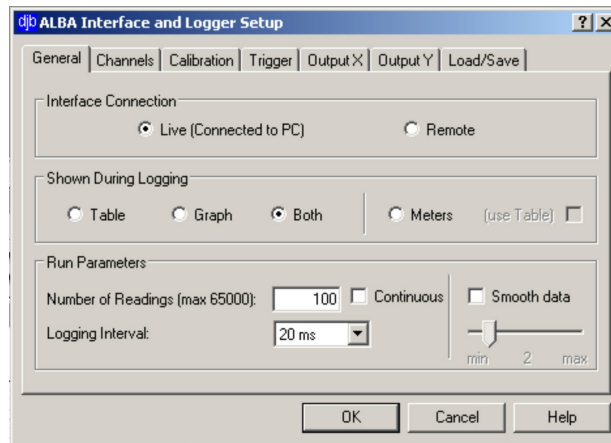 djb ALBA Interface and Logger Setup
General Channels Calibration Trigger Output X Output Y Load/Save
Interface Connection
Live (Connected to PC) Remote
Shown During Logging
Table Graph Both Meters (use Table)
Run Parameters
Number of Readings (max 65000): 100 Continuous Smooth data
Logging Interval: 20 ms
min 2 max
OK Cancel Help